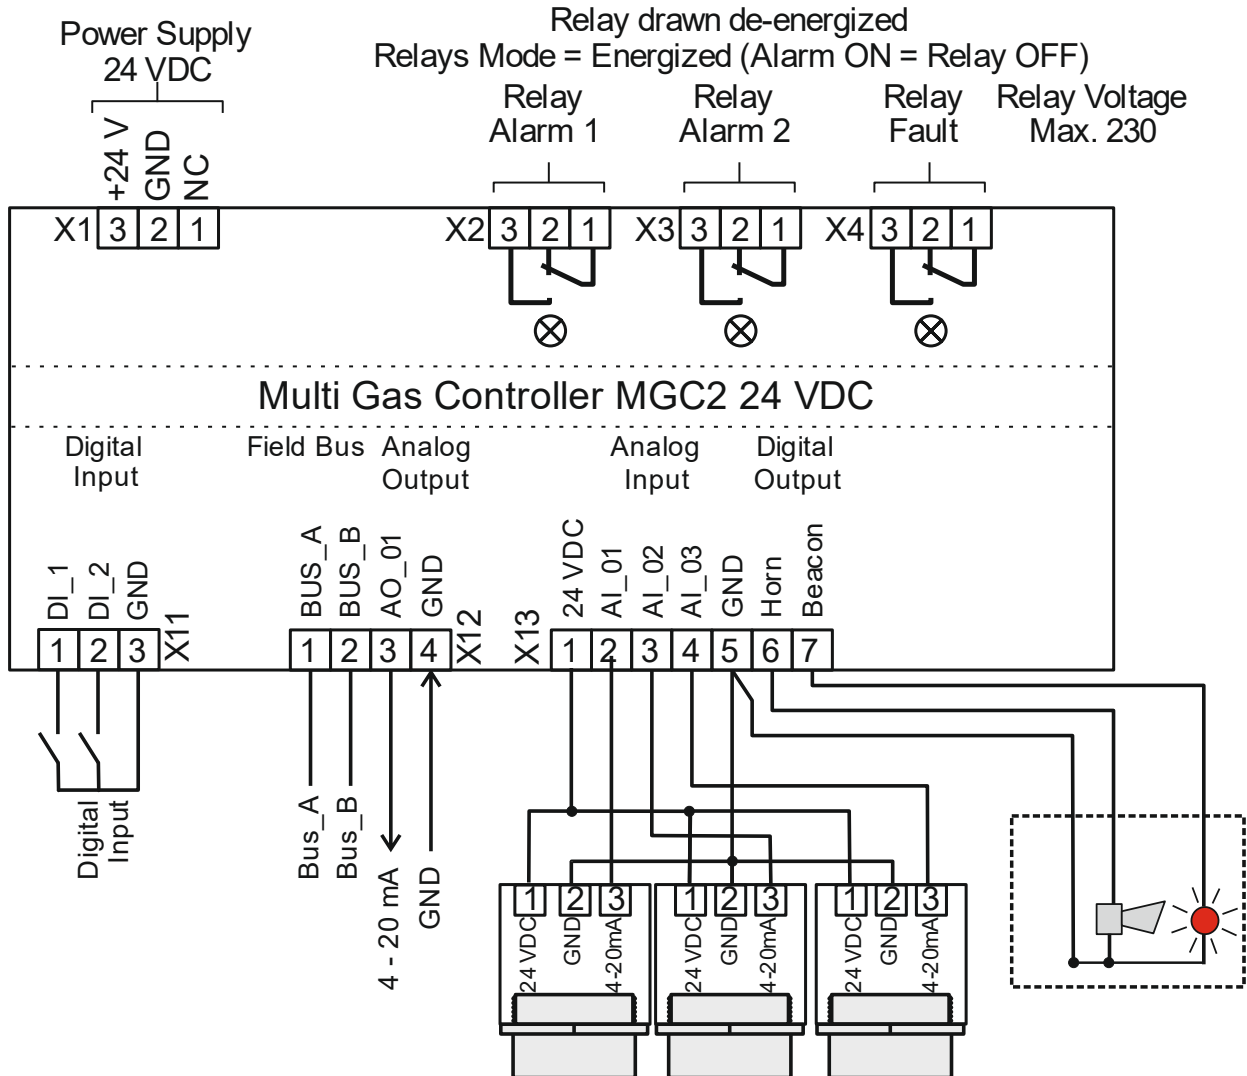 Power Supply
24 VDC
Relay drawn de-energized
Relays Mode = Energized (Alarm ON = Relay OFF)
Relay
Alarm 1
Relay
Alarm 2
Relay
Fault
Relay Voltage
Max. 230
+24 V
GND
NC
X1 3 2 1
X2 3 2 1
X3 3 2 1
X4 3 2 1
Multi Gas Controller MGC2 24 VDC
Digital
Input
Field Bus
Analog
Output
Analog
Input
Digital
Output
DI_1
DI_2
GND
BUS_A
BUS_B
AO_01
GND
24 VDC
AI_01
AI_02
AI_03
GND
Horn
Beacon
1 2 3 X11
1 2 3 4 X12
X13 1 2 3 4 5 6 7
Digital
Input
Bus_A
Bus_B
4 - 20 mA
GND
1 2 3
24 VDC
GND
4-20mA
1 2 3
24 VDC
GND
4-20mA
1 2 3
24 VDC
GND
4-20mA